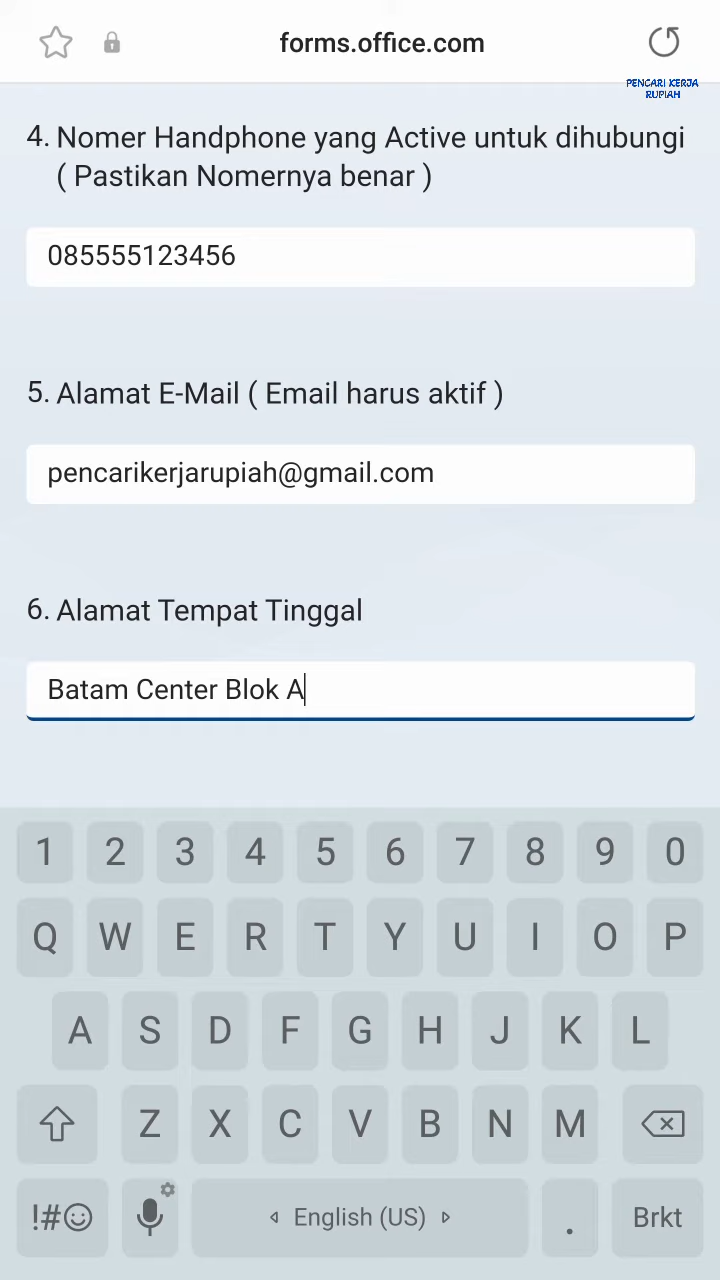 forms.office.com
PENCARI KERJA
RUPIAH
4. Nomer Handphone yang Active untuk dihubungi
( Pastikan Nomernya benar )
085555123456
5. Alamat E-Mail ( Email harus aktif )
pencarikerjarupiah@gmail.com
6. Alamat Tempat Tinggal
Batam Center Blok A
1 2 3 4 5 6 7 8 9 0
Q W E R T Y U I O P
A S D F G H J K L
Z X C V B N M
!#☺ English (US) . Brkt